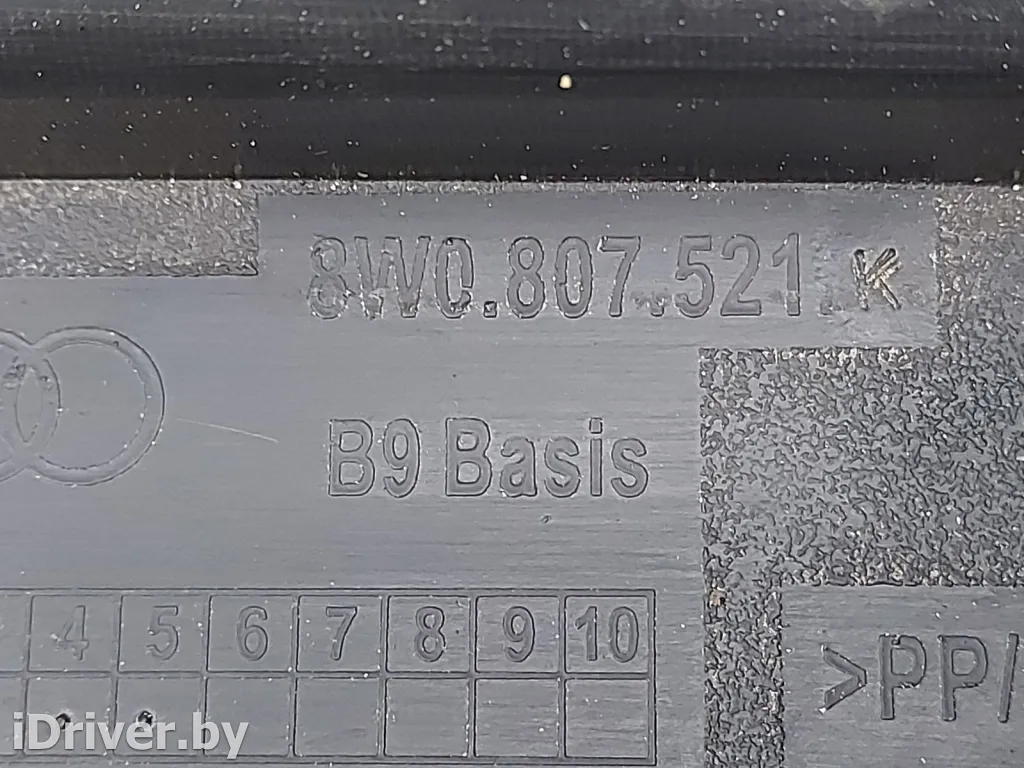 8W0.807.521.K
B9 Basis
4 5 6 7 8 9 10
>PP/
iDriver.by